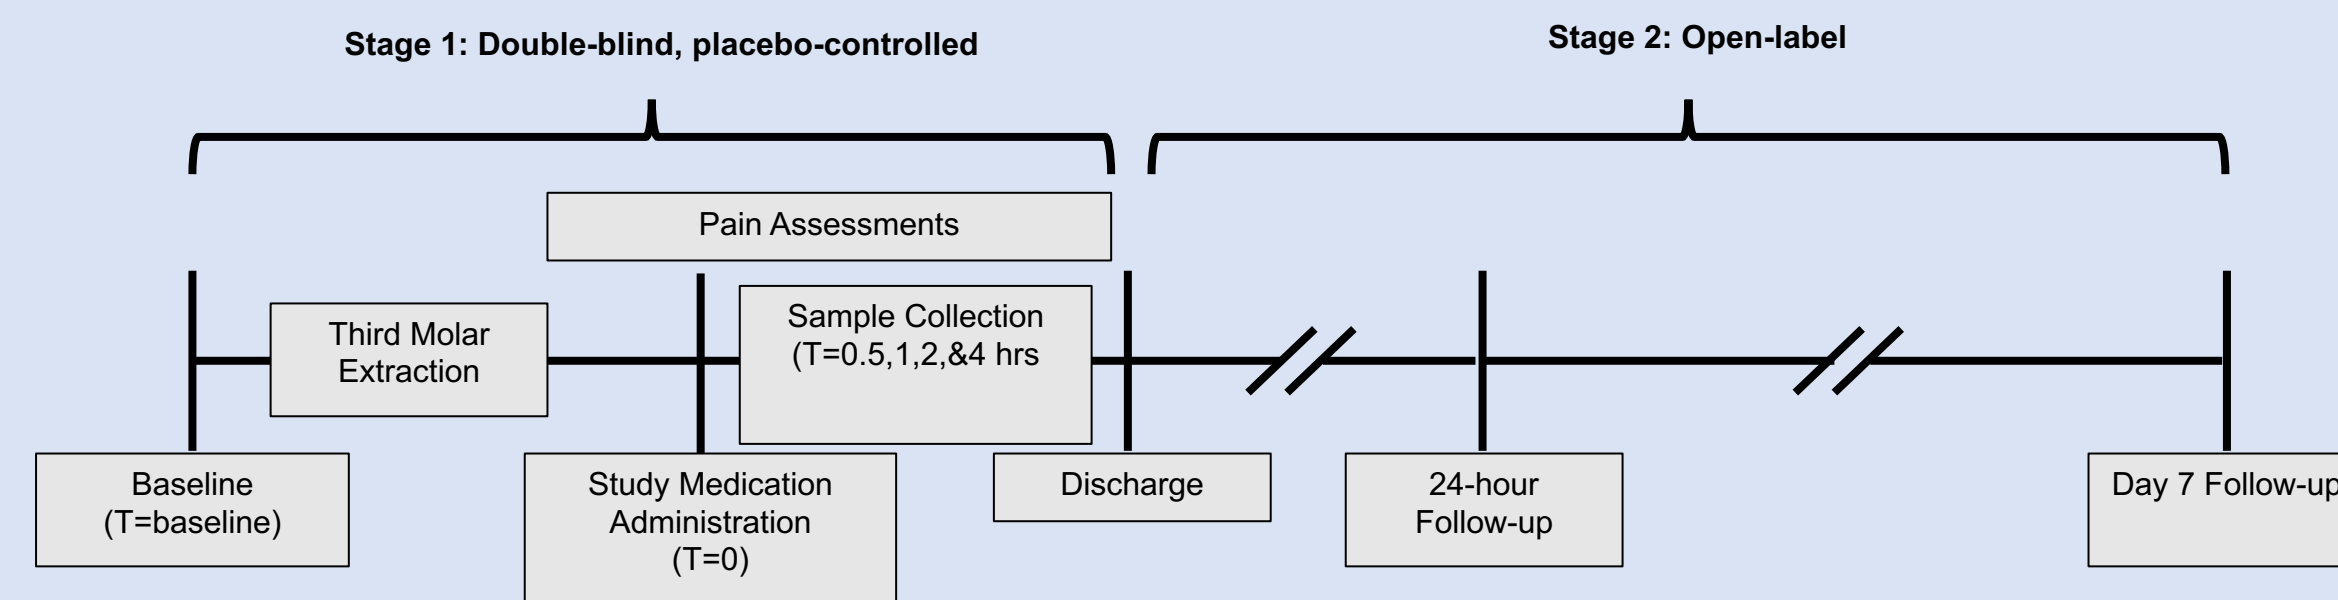 Stage 1: Double-blind, placebo-controlled
Stage 2: Open-label
Pain Assessments
Third Molar
Extraction
Sample Collection
(T=0.5,1,2,&4 hrs
Baseline
(T=baseline)
Study Medication
Administration
(T=0)
Discharge
24-hour
Follow-up
Day 7 Follow-up